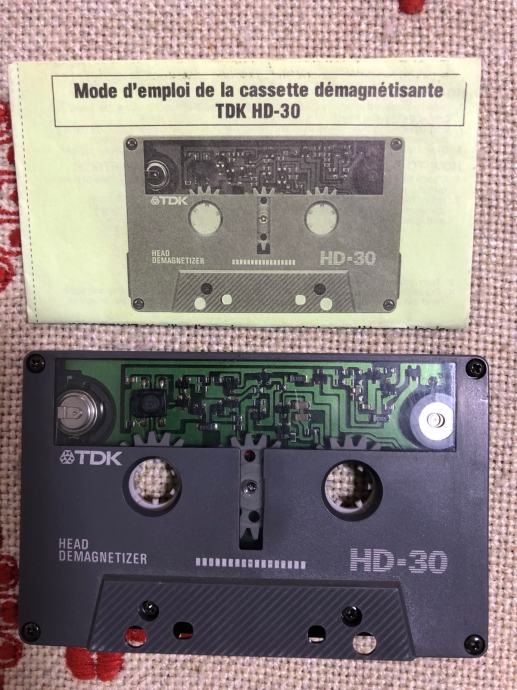 Mode d'emploi de la cassette démagnétisante
TDK HD-30
TDK
HEAD
DEMAGNETIZER
HD-30
TDK
HEAD
DEMAGNETIZER
HD-30